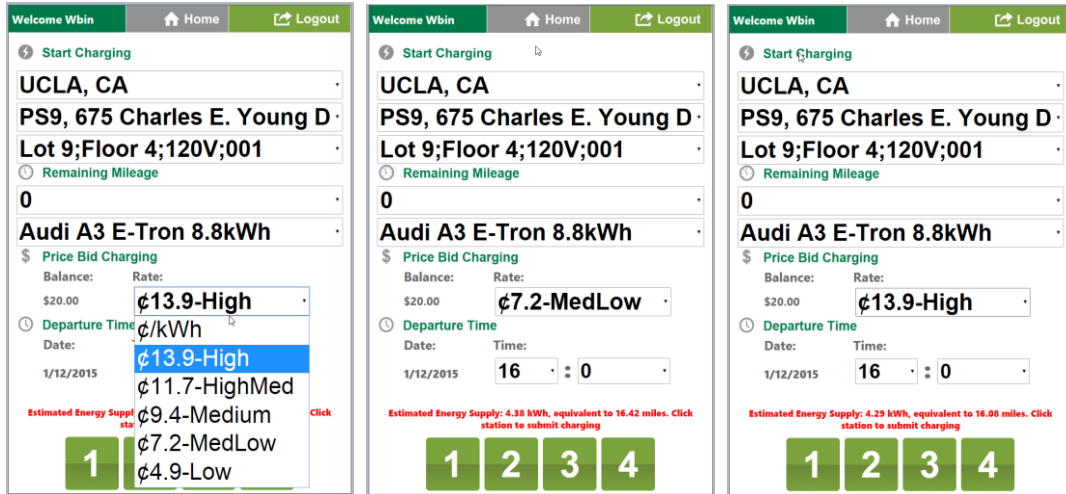 Welcome Wbin Home Logout
Start Charging
UCLA, CA
PS9, 675 Charles E. Young D
Lot 9;Floor 4;120V;001
Remaining Mileage
0
Audi A3 E-Tron 8.8kWh
$ Price Bid Charging
Balance: Rate:
$20.00 ¢13.9-High
Departure Time
Date:
1/12/2015
¢/kWh
¢13.9-High
¢11.7-HighMed
¢9.4-Medium
¢7.2-MedLow
¢4.9-Low
Estimated Energy Click
1
Welcome Wbin Home Logout
Start Charging
UCLA, CA
PS9, 675 Charles E. Young D
Lot 9;Floor 4;120V;001
Remaining Mileage
0
Audi A3 E-Tron 8.8kWh
$ Price Bid Charging
Balance: Rate:
$20.00 ¢7.2-MedLow
Departure Time
Date: Time:
1/12/2015 16 : 0
Estimated Energy Supply: 4.38 kWh, equivalent to 16.42 miles. Click
station to submit charging
1 2 3 4
Welcome Wbin Home Logout
Start Charging
UCLA, CA
PS9, 675 Charles E. Young D
Lot 9;Floor 4;120V;001
Remaining Mileage
0
Audi A3 E-Tron 8.8kWh
$ Price Bid Charging
Balance: Rate:
$20.00 ¢13.9-High
Departure Time
Date: Time:
1/12/2015 16 : 0
Estimated Energy Supply: 4.29 kWh, equivalent to 16.08 miles. Click
station to submit charging
1 2 3 4